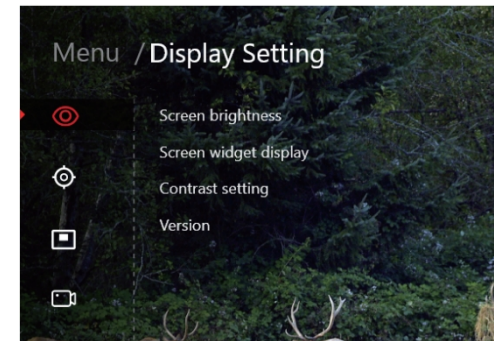 Menu / Display Setting
Screen brightness
Screen widget display
Contrast setting
Version